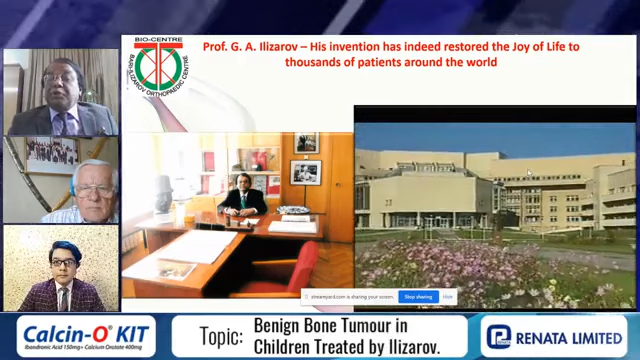 BIO-CENTRE
BARI-ILIZAROV ORTHOPAEDIC CENTRE
Prof. G. A. Ilizarov – His invention has indeed restored the Joy of Life to
thousands of patients around the world
streamyard.com is sharing your screen.
Stop sharing
Hide
Calcin-O® KIT
Ibandronic Acid 150mg+ Calcium Orotate 400mg
Topic:
Benign Bone Tumour in
Children Treated by Ilizarov.
RENATA LIMITED